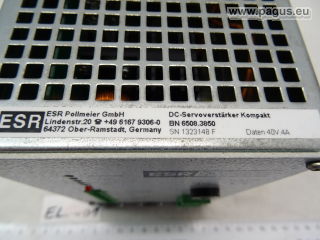 © www.pagus.eu
ESR
ESR Pollmeier GmbH
Lindenstr.20 ☎ +49 6167 9306-0
64372 Ober-Ramstadt, Germany
DC-Servoverstärker Kompakt
BN 6508.3850
SN 1323148 F Daten 40V 4A
ESR